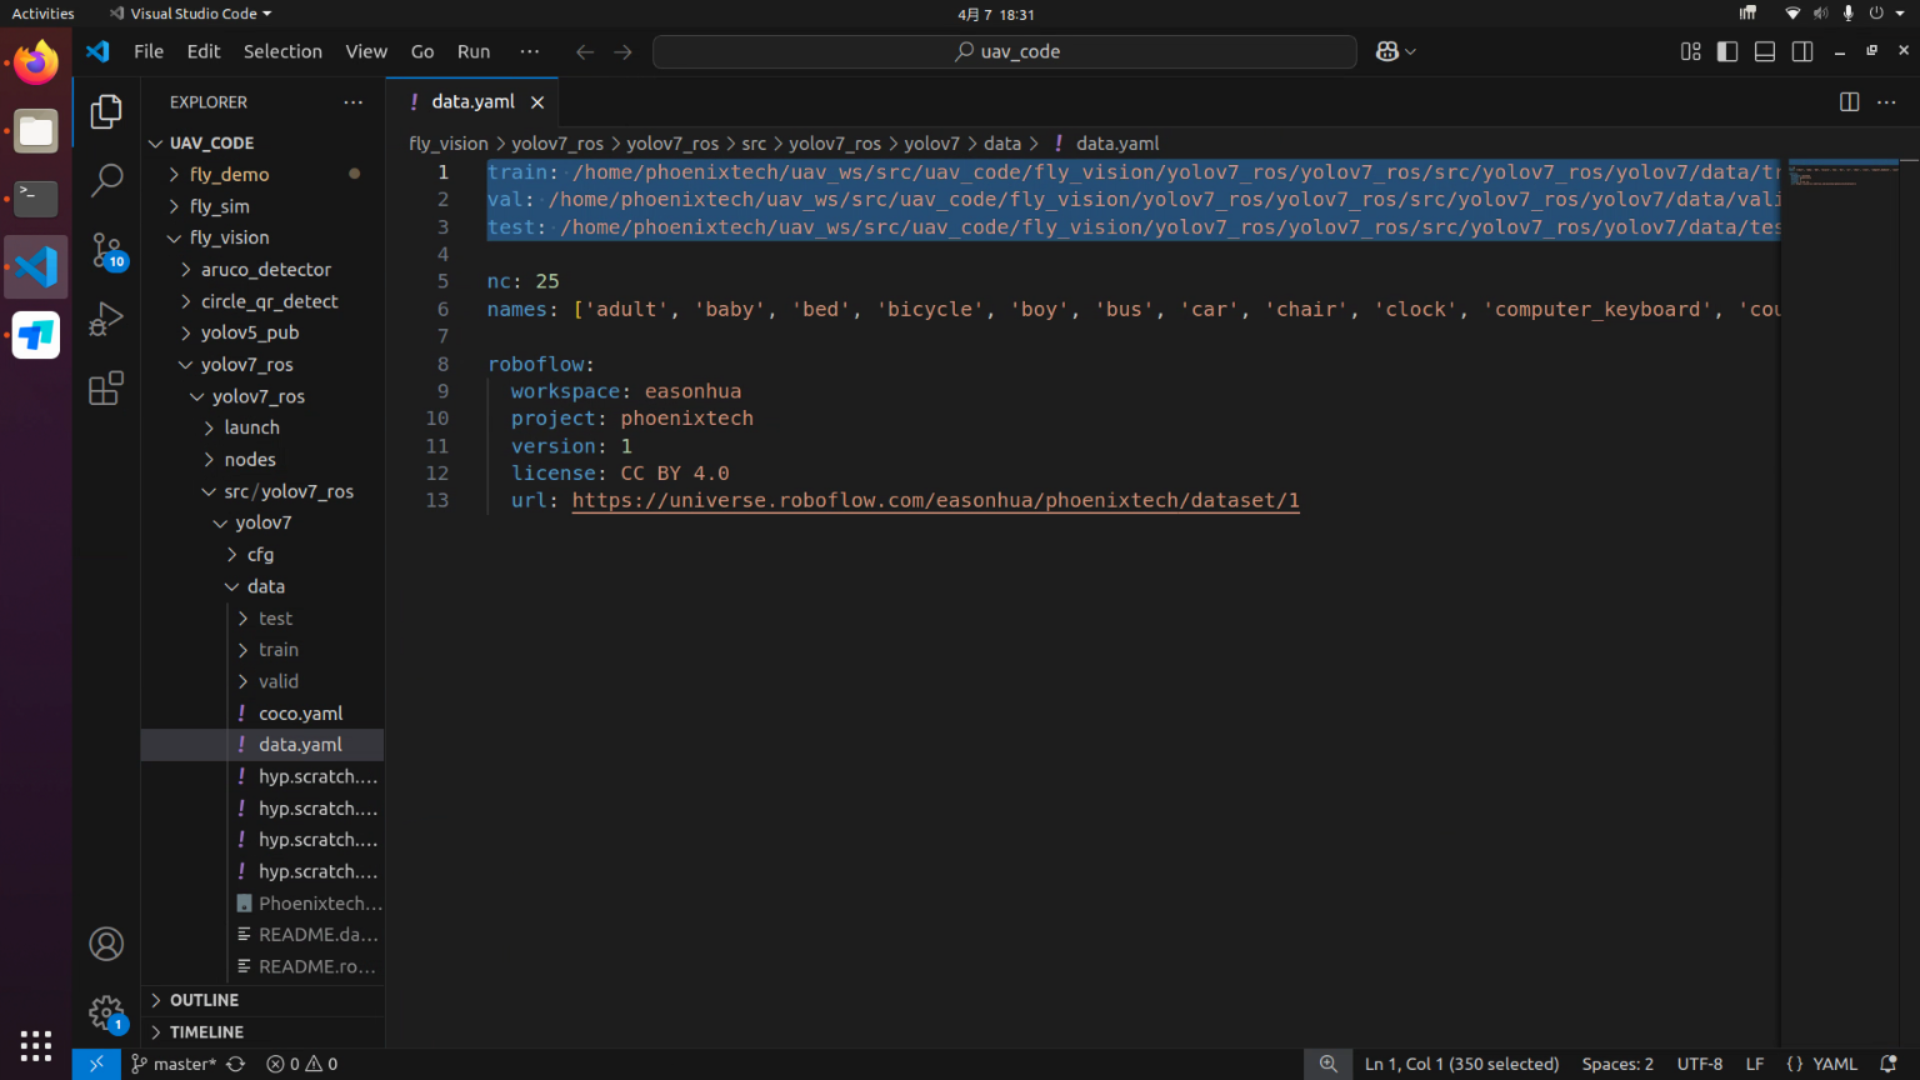 Activities
Visual Studio Code
4月 7 18:31
File Edit Selection View Go Run ···
uav_code
EXPLORER
data.yaml
UAV_CODE
fly_vision > yolov7_ros > yolov7_ros > src > yolov7_ros > yolov7 > data > ! data.yaml
fly_demo
fly_sim
fly_vision
aruco_detector
circle_qr_detect
yolov5_pub
yolov7_ros
yolov7_ros
launch
nodes
src/yolov7_ros
yolov7
cfg
data
test
train
valid
! coco.yaml
! data.yaml
! hyp.scratch....
! hyp.scratch....
! hyp.scratch....
! hyp.scratch....
Phoenixtech...
README.da...
README.ro...
OUTLINE
TIMELINE
10
1
1 train: /home/phoenixtech/uav_ws/src/uav_code/fly_vision/yolov7_ros/yolov7_ros/src/yolov7_ros/yolov7/data/tr
2 val: /home/phoenixtech/uav_ws/src/uav_code/fly_vision/yolov7_ros/yolov7_ros/src/yolov7_ros/yolov7/data/vali
3 test: /home/phoenixtech/uav_ws/src/uav_code/fly_vision/yolov7_ros/yolov7_ros/src/yolov7_ros/yolov7/data/tes
4
5 nc: 25
6 names: ['adult', 'baby', 'bed', 'bicycle', 'boy', 'bus', 'car', 'chair', 'clock', 'computer_keyboard', 'cou
7
8 roboflow:
9 workspace: easonhua
10 project: phoenixtech
11 version: 1
12 license: CC BY 4.0
13 url: https://universe.roboflow.com/easonhua/phoenixtech/dataset/1
master* 0 0
Ln 1, Col 1 (350 selected) Spaces: 2 UTF-8 LF {} YAML